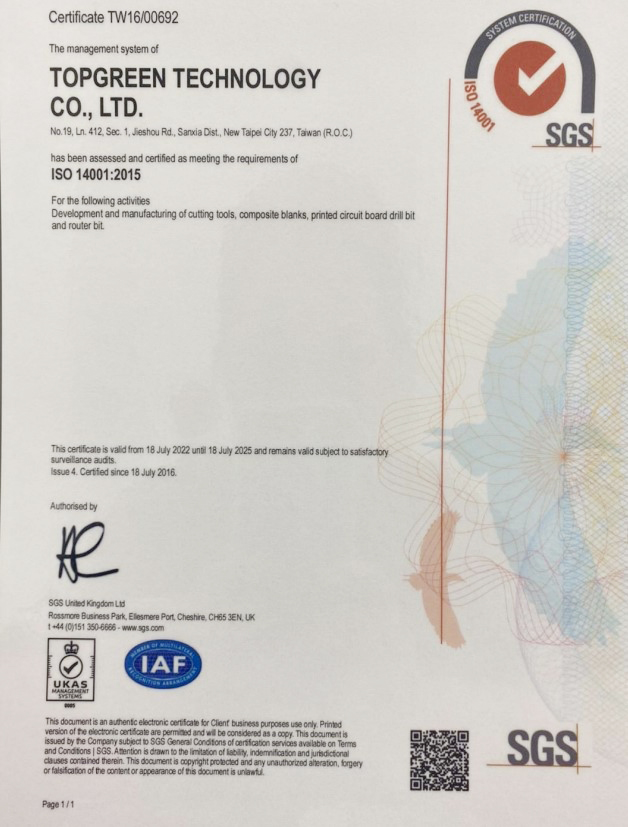 Certificate TW16/00692
SYSTEM CERTIFICATION
ISO 14001
SGS
The management system of
TOPGREEN TECHNOLOGY
CO., LTD.
No.19, Ln. 412, Sec. 1, Jieshou Rd., Sanxia Dist., New Taipei City 237, Taiwan (R.O.C.)
has been assessed and certified as meeting the requirements of
ISO 14001:2015
For the following activities
Development and manufacturing of cutting tools, composite blanks, printed circuit board drill bit
and router bit.
This certificate is valid from 18 July 2022 until 18 July 2025 and remains valid subject to satisfactory
surveillance audits.
Issue 4. Certified since 18 July 2016.
Authorised by
SGS United Kingdom Ltd
Rossmore Business Park, Ellesmere Port, Cheshire, CH65 3EN, UK
t +44 (0)151 350-6666 - www.sgs.com
UKAS
MANAGEMENT
SYSTEMS
0005
MEMBER OF MULTILATERAL
IAF
RECOGNITION ARRANGEMENT
This document is an authentic electronic certificate for Client' business purposes use only. Printed
version of the electronic certificate are permitted and will be considered as a copy. This document is
issued by the Company subject to SGS General Conditions of certification services available on Terms
and Conditions | SGS. Attention is drawn to the limitation of liability, indemnification and jurisdictional
clauses contained therein. This document is copyright protected and any unauthorized alteration, forgery
or falsification of the content or appearance of this document is unlawful.
SGS
Page 1 / 1